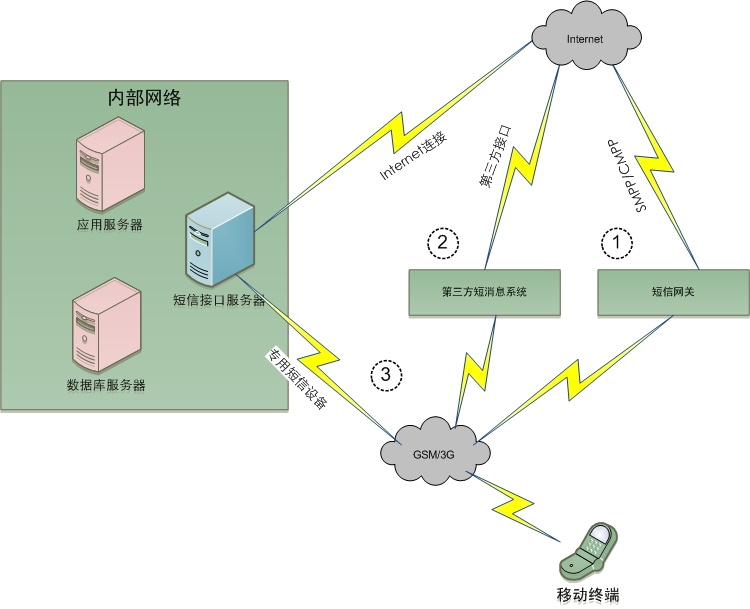 Internet
内部网络
Internet连接
第三方接口
SMPP/CMPP
应用服务器
短信接口服务器
2
1
第三方短消息系统
短信网关
数据库服务器
专用短信设备
3
GSM/3G
移动终端